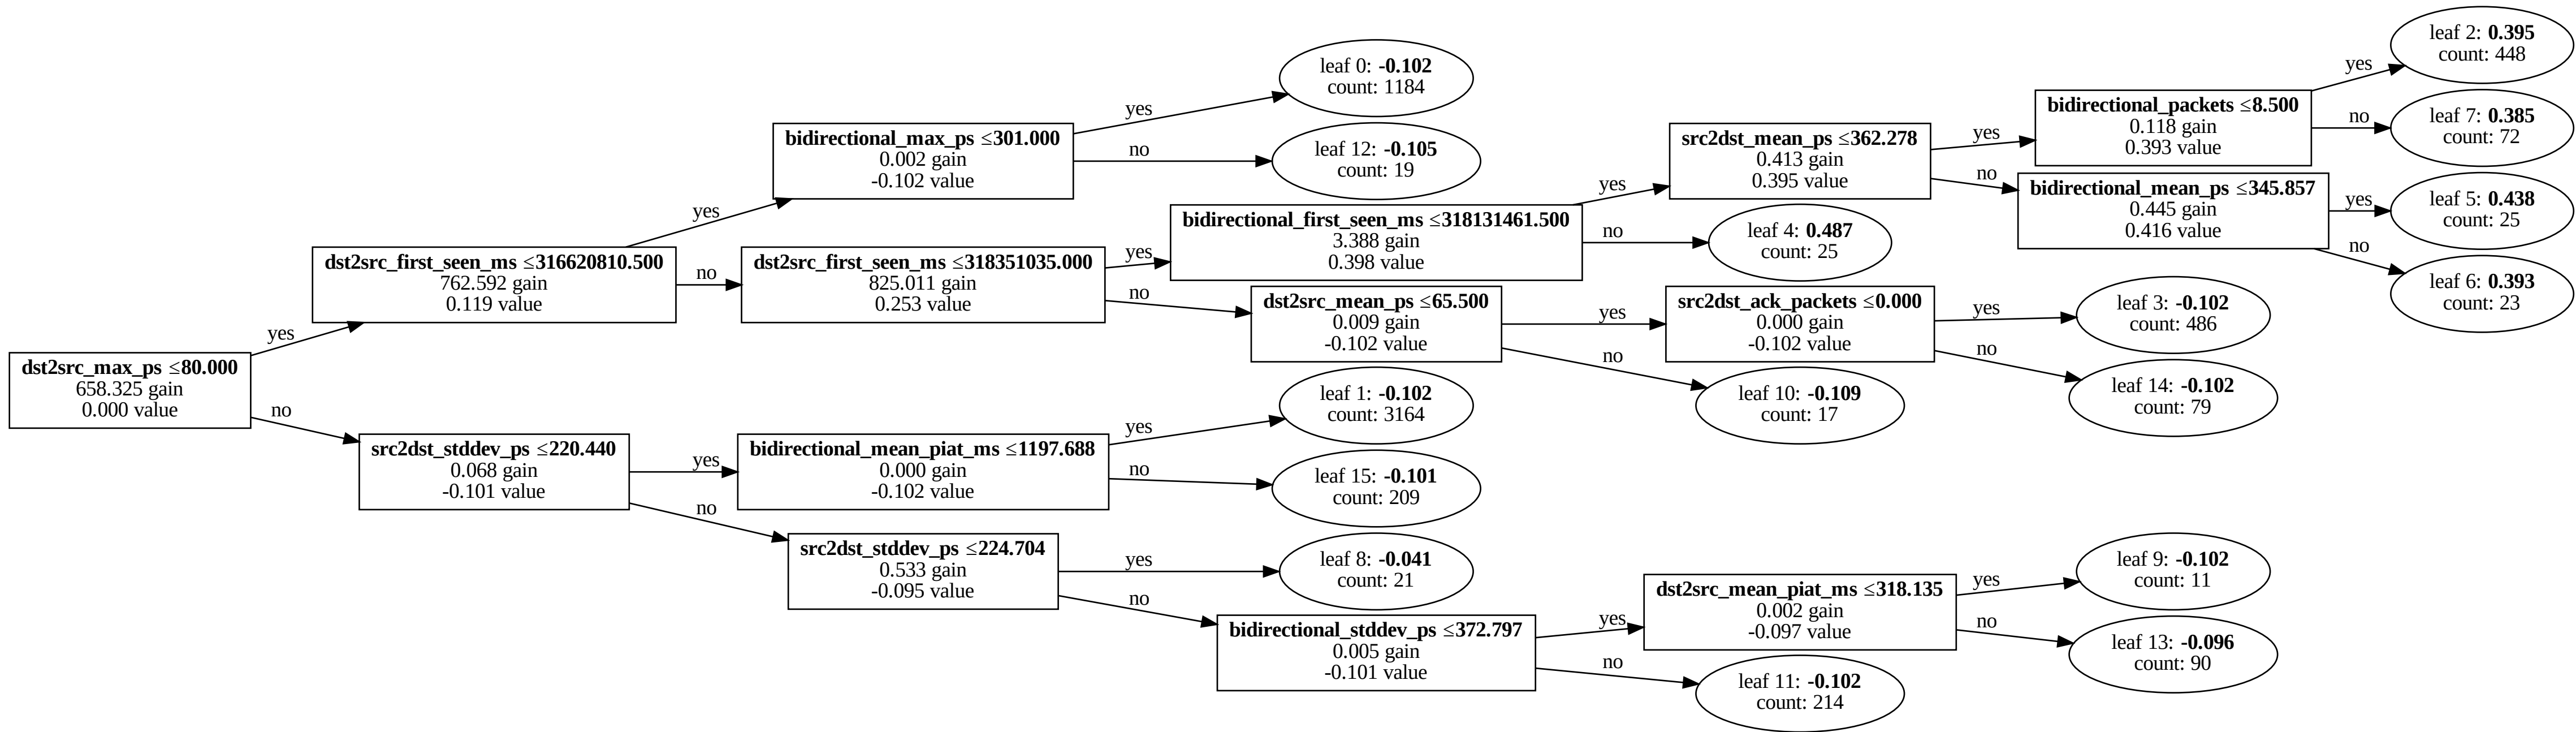 dst2src_max_ps ≤80.000
658.325 gain
0.000 value
yes
no
dst2src_first_seen_ms ≤316620810.500
762.592 gain
0.119 value
yes
no
bidirectional_max_ps ≤301.000
0.002 gain
-0.102 value
yes
no
leaf 0: -0.102
count: 1184
leaf 12: -0.105
count: 19
dst2src_first_seen_ms ≤318351035.000
825.011 gain
0.253 value
yes
no
bidirectional_first_seen_ms ≤318131461.500
3.388 gain
0.398 value
yes
no
src2dst_mean_ps ≤362.278
0.413 gain
0.395 value
yes
no
bidirectional_packets ≤8.500
0.118 gain
0.393 value
yes
no
leaf 2: 0.395
count: 448
leaf 7: 0.385
count: 72
bidirectional_mean_ps ≤345.857
0.445 gain
0.416 value
yes
no
leaf 5: 0.438
count: 25
leaf 6: 0.393
count: 23
leaf 4: 0.487
count: 25
dst2src_mean_ps ≤65.500
0.009 gain
-0.102 value
yes
no
src2dst_ack_packets ≤0.000
0.000 gain
-0.102 value
yes
no
leaf 3: -0.102
count: 486
leaf 14: -0.102
count: 79
leaf 10: -0.109
count: 17
src2dst_stddev_ps ≤220.440
0.068 gain
-0.101 value
yes
no
bidirectional_mean_piat_ms ≤1197.688
0.000 gain
-0.102 value
yes
no
leaf 1: -0.102
count: 3164
leaf 15: -0.101
count: 209
src2dst_stddev_ps ≤224.704
0.533 gain
-0.095 value
yes
no
leaf 8: -0.041
count: 21
bidirectional_stddev_ps ≤372.797
0.005 gain
-0.101 value
yes
no
dst2src_mean_piat_ms ≤318.135
0.002 gain
-0.097 value
yes
no
leaf 9: -0.102
count: 11
leaf 13: -0.096
count: 90
leaf 11: -0.102
count: 214